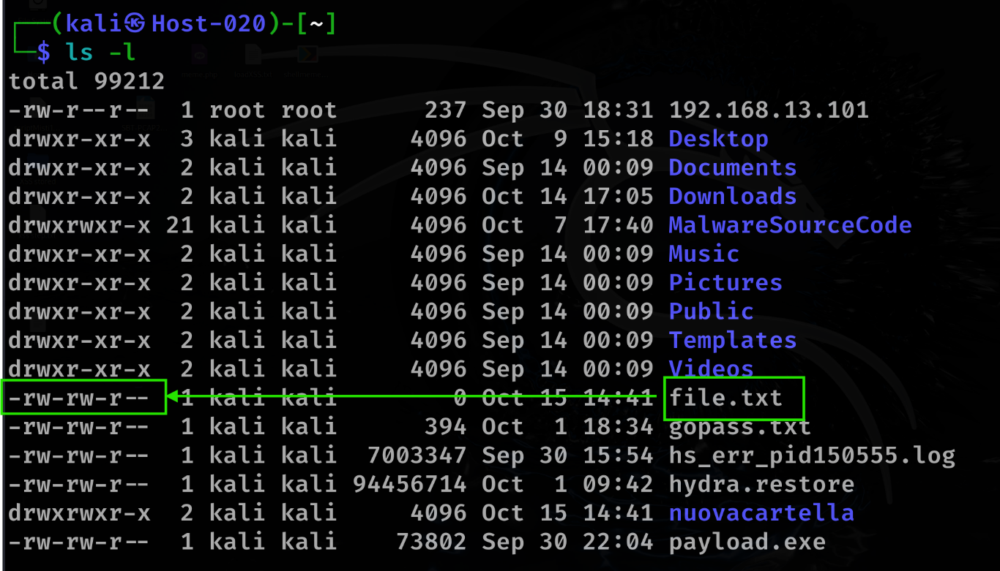 ┌──(kali㉿Host-020)-[~]
└─$ ls -l
total 99212
-rw-r--r--  1 root root      237 Sep 30 18:31 192.168.13.101
drwxr-xr-x  3 kali kali     4096 Oct  9 15:18 Desktop
drwxr-xr-x  2 kali kali     4096 Sep 14 00:09 Documents
drwxr-xr-x  2 kali kali     4096 Oct 14 17:05 Downloads
drwxrwxr-x 21 kali kali     4096 Oct  7 17:40 MalwareSourceCode
drwxr-xr-x  2 kali kali     4096 Sep 14 00:09 Music
drwxr-xr-x  2 kali kali     4096 Sep 14 00:09 Pictures
drwxr-xr-x  2 kali kali     4096 Sep 14 00:09 Public
drwxr-xr-x  2 kali kali     4096 Sep 14 00:09 Templates
drwxr-xr-x  2 kali kali     4096 Sep 14 00:09 Videos
-rw-rw-r--  1 kali kali        0 Oct 15 14:41 file.txt
-rw-rw-r--  1 kali kali      394 Oct  1 18:34 gopass.txt
-rw-rw-r--  1 kali kali  7003347 Sep 30 15:54 hs_err_pid150555.log
-rw-rw-r--  1 kali kali 94456714 Oct  1 09:42 hydra.restore
drwxrwxr-x  2 kali kali     4096 Oct 15 14:41 nuovacartella
-rw-rw-r--  1 kali kali    73802 Sep 30 22:04 payload.exe